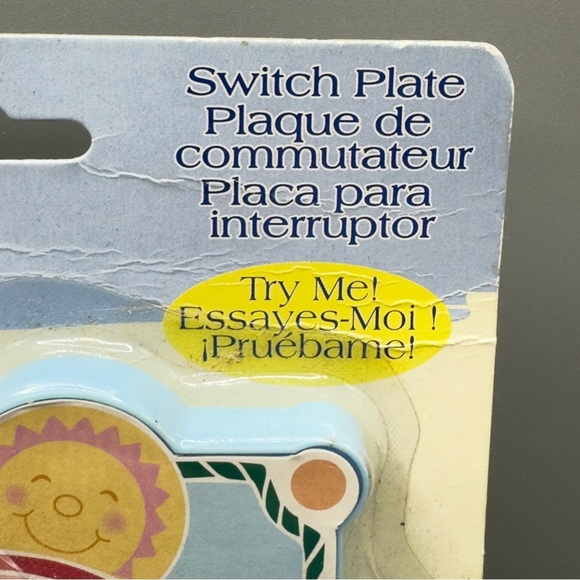 Switch Plate
Plaque de
commutateur
Placa para
interruptor
Try Me!
Essayes-Moi !
¡Pruébame!